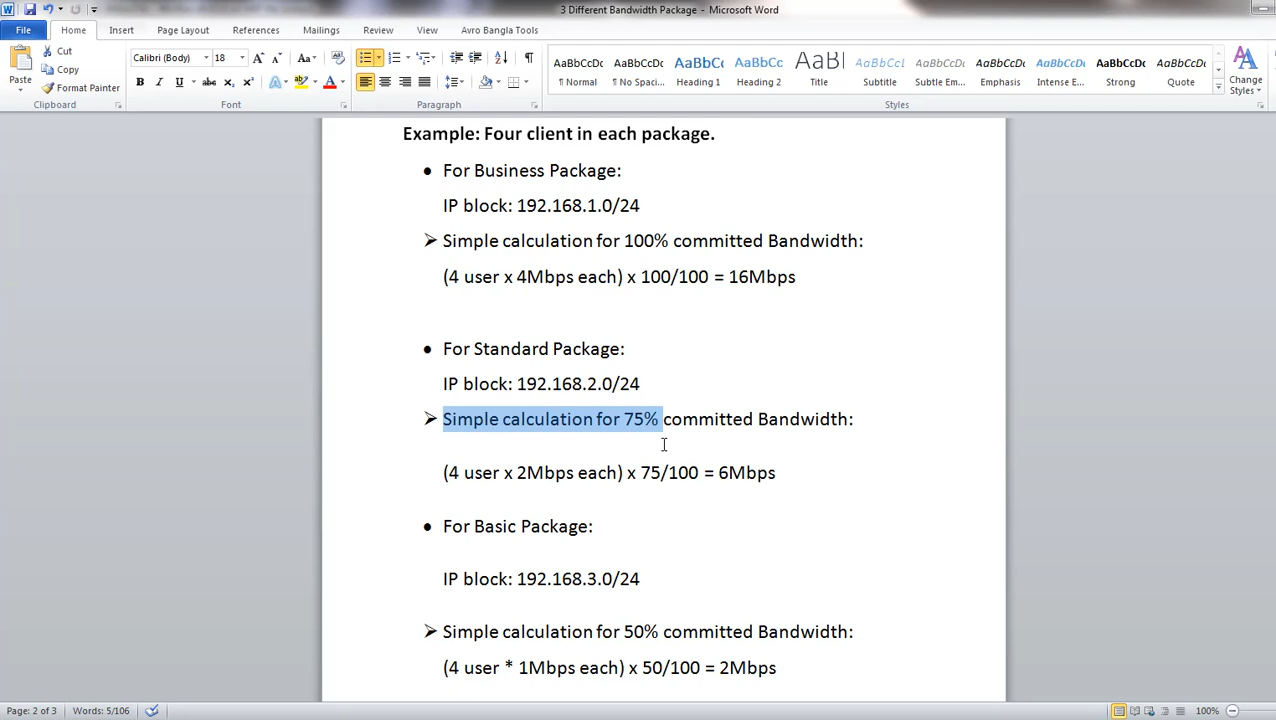 3 Different Bandwidth Package - Microsoft Word
File Home Insert Page Layout References Mailings Review View Avro Bangla Tools
Paste Cut Copy Format Painter
Calibri (Body) 18
AaBbCcDc AaBbCcDc AaBbCc AaBbCc AaBl AaBbCcl AaBbCcDc AaBbCcDc AaBbCcDc AaBbCcDc AaBbCcDc
¶ Normal ¶ No Spaci... Heading 1 Heading 2 Title Subtitle Subtle Em... Emphasis Intense E... Strong Quote
Change Styles
Clipboard Font Paragraph Styles
Example: Four client in each package.
• For Business Package:
IP block: 192.168.1.0/24
➢ Simple calculation for 100% committed Bandwidth:
(4 user x 4Mbps each) x 100/100 = 16Mbps
• For Standard Package:
IP block: 192.168.2.0/24
➢ Simple calculation for 75% committed Bandwidth:
(4 user x 2Mbps each) x 75/100 = 6Mbps
• For Basic Package:
IP block: 192.168.3.0/24
➢ Simple calculation for 50% committed Bandwidth:
(4 user * 1Mbps each) x 50/100 = 2Mbps
Page: 2 of 3 Words: 5/106 100%